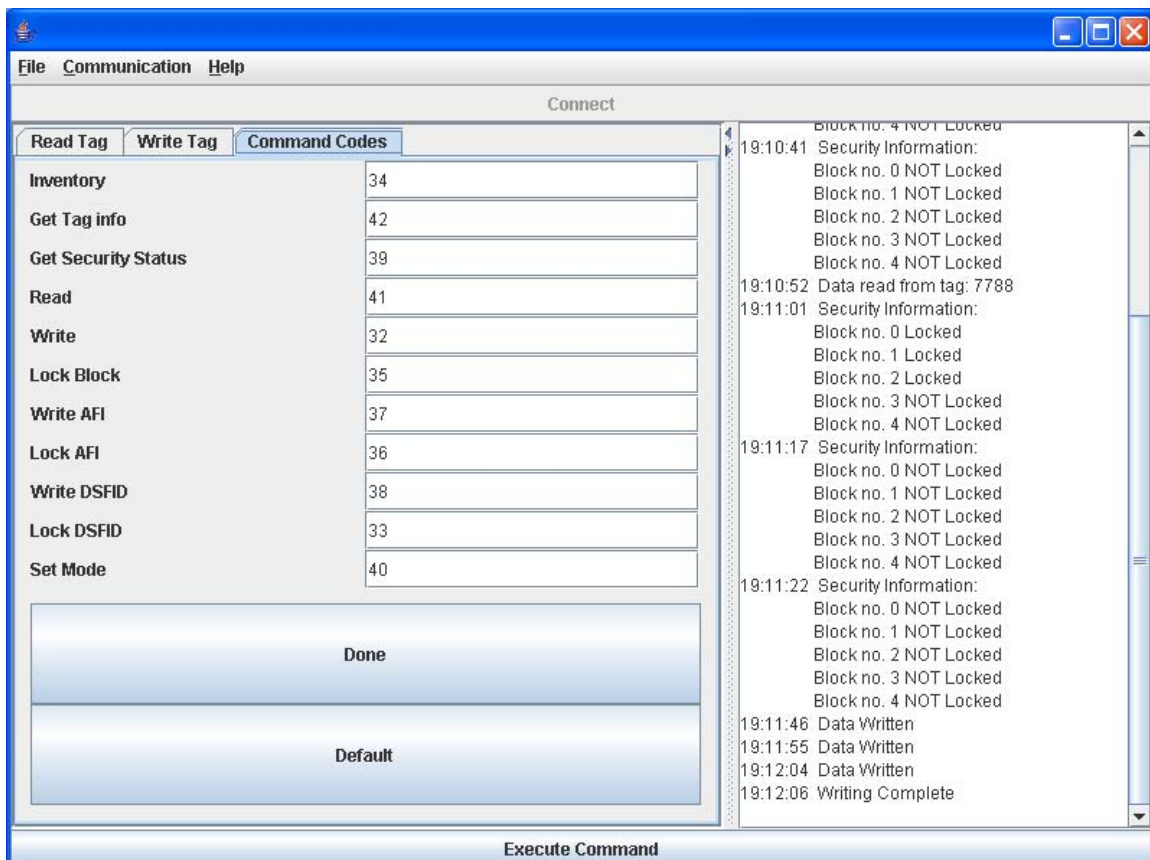 File Communication Help
Connect
Read Tag Write Tag Command Codes
Inventory 34
Get Tag info 42
Get Security Status 39
Read 41
Write 32
Lock Block 35
Write AFI 37
Lock AFI 36
Write DSFID 38
Lock DSFID 33
Set Mode 40
Done
Default
Block no. 4 NOT Locked
19:10:41 Security Information:
Block no. 0 NOT Locked
Block no. 1 NOT Locked
Block no. 2 NOT Locked
Block no. 3 NOT Locked
Block no. 4 NOT Locked
19:10:52 Data read from tag: 7788
19:11:01 Security Information:
Block no. 0 Locked
Block no. 1 Locked
Block no. 2 Locked
Block no. 3 NOT Locked
Block no. 4 NOT Locked
19:11:17 Security Information:
Block no. 0 NOT Locked
Block no. 1 NOT Locked
Block no. 2 NOT Locked
Block no. 3 NOT Locked
Block no. 4 NOT Locked
19:11:22 Security Information:
Block no. 0 NOT Locked
Block no. 1 NOT Locked
Block no. 2 NOT Locked
Block no. 3 NOT Locked
Block no. 4 NOT Locked
19:11:46 Data Written
19:11:55 Data Written
19:12:04 Data Written
19:12:06 Writing Complete
Execute Command